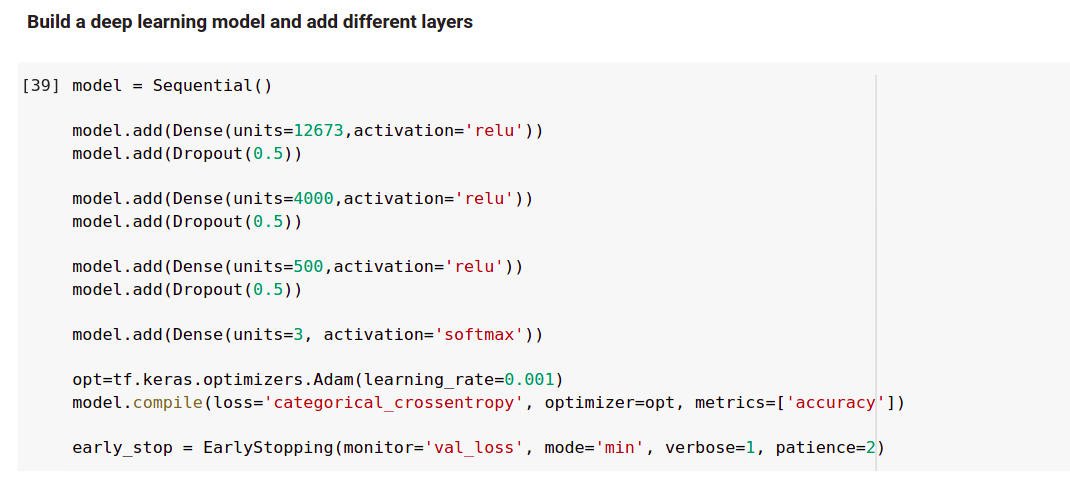 Build a deep learning model and add different layers
[39] model = Sequential()
model.add(Dense(units=12673,activation='relu'))
model.add(Dropout(0.5))
model.add(Dense(units=4000,activation='relu'))
model.add(Dropout(0.5))
model.add(Dense(units=500,activation='relu'))
model.add(Dropout(0.5))
model.add(Dense(units=3, activation='softmax'))
opt=tf.keras.optimizers.Adam(learning_rate=0.001)
model.compile(loss='categorical_crossentropy', optimizer=opt, metrics=['accuracy'])
early_stop = EarlyStopping(monitor='val_loss', mode='min', verbose=1, patience=2)